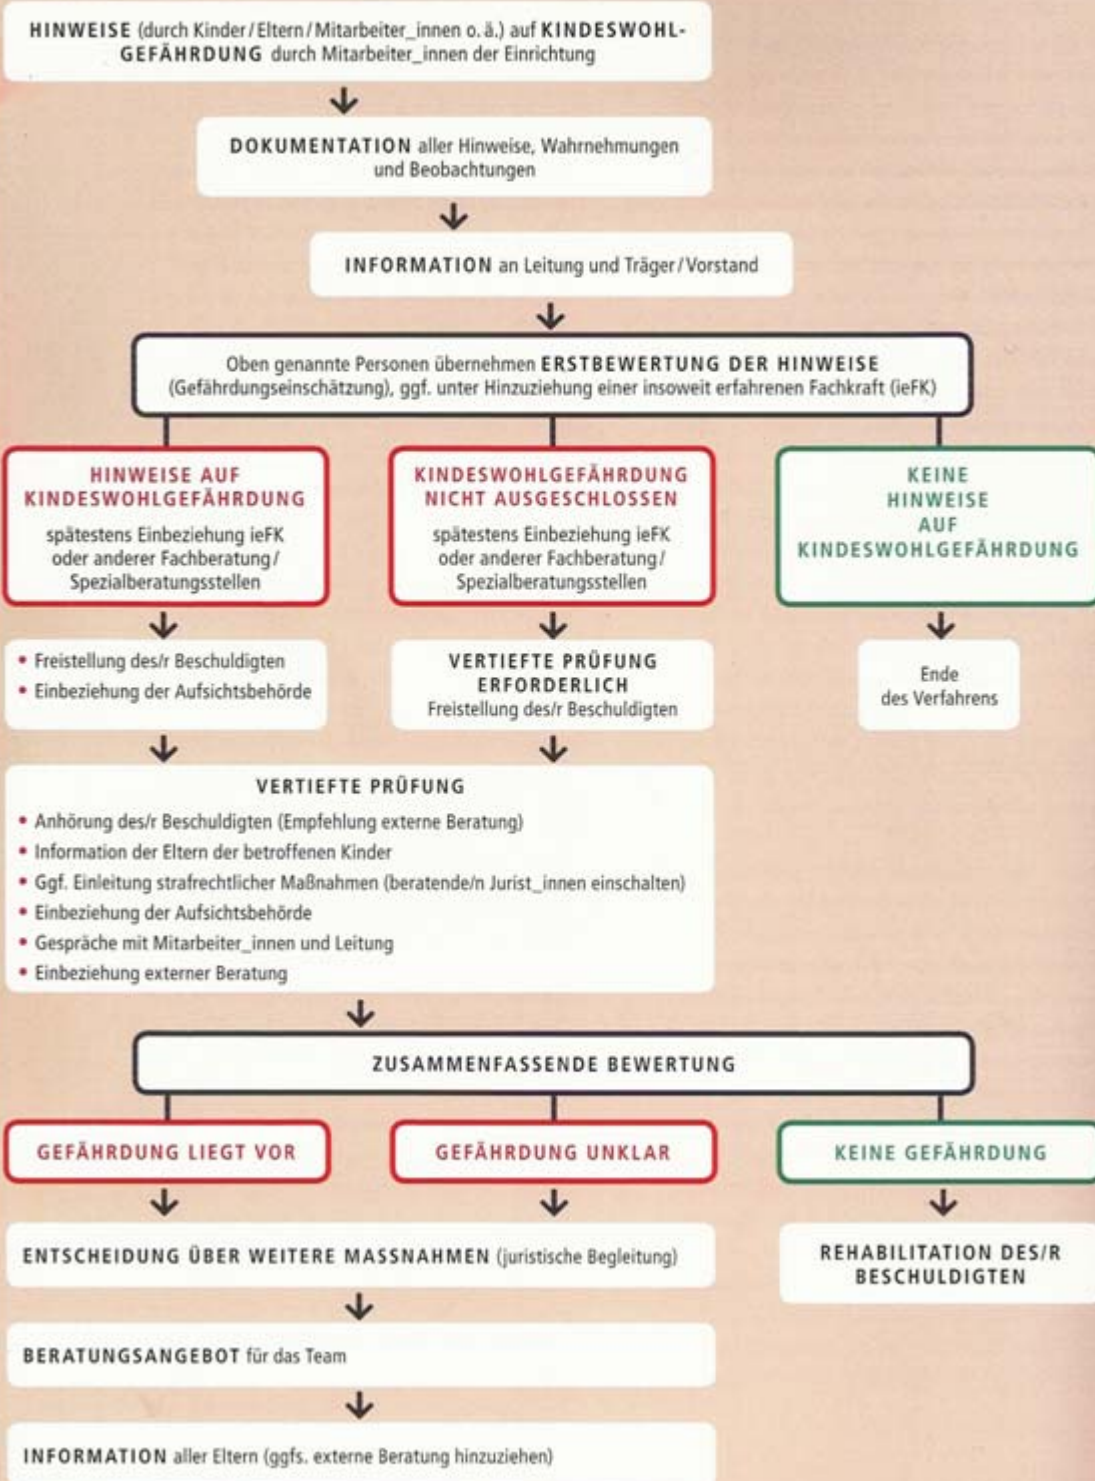 HINWEISE (durch Kinder/Eltern/Mitarbeiter_innen o.ä.) auf KINDESWOHL-
GEFÄHRDUNG durch Mitarbeiter_innen der Einrichtung
DOKUMENTATION aller Hinweise, Wahrnehmungen
und Beobachtungen
INFORMATION an Leitung und Träger/Vorstand
Oben genannte Personen übernehmen ERSTBEWERTUNG DER HINWEISE
(Gefährdungseinschätzung), ggf. unter Hinzuziehung einer insoweit erfahrenen Fachkraft (ieFK)
HINWEISE AUF
KINDESWOHLGEFÄHRDUNG
spätestens Einbeziehung ieFK
oder anderer Fachberatung/
Spezialberatungsstellen
KINDESWOHLGEFÄHRDUNG
NICHT AUSGESCHLOSSEN
spätestens Einbeziehung ieFK
oder anderer Fachberatung/
Spezialberatungsstellen
KEINE
HINWEISE
AUF
KINDESWOHLGEFÄHRDUNG
• Freistellung des/r Beschuldigten
• Einbeziehung der Aufsichtsbehörde
VERTIEFTE PRÜFUNG
ERFORDERLICH
Freistellung des/r Beschuldigten
Ende
des Verfahrens
VERTIEFTE PRÜFUNG
• Anhörung des/r Beschuldigten (Empfehlung externe Beratung)
• Information der Eltern der betroffenen Kinder
• Ggf. Einleitung strafrechtlicher Maßnahmen (beratende/n Jurist_innen einschalten)
• Einbeziehung der Aufsichtsbehörde
• Gespräche mit Mitarbeiter_innen und Leitung
• Einbeziehung externer Beratung
ZUSAMMENFASSENDE BEWERTUNG
GEFÄHRDUNG LIEGT VOR
GEFÄHRDUNG UNKLAR
KEINE GEFÄHRDUNG
ENTSCHEIDUNG ÜBER WEITERE MASSNAHMEN (juristische Begleitung)
REHABILITATION DES/R
BESCHULDIGTEN
BERATUNGSANGEBOT für das Team
INFORMATION aller Eltern (ggfs. externe Beratung hinzuziehen)